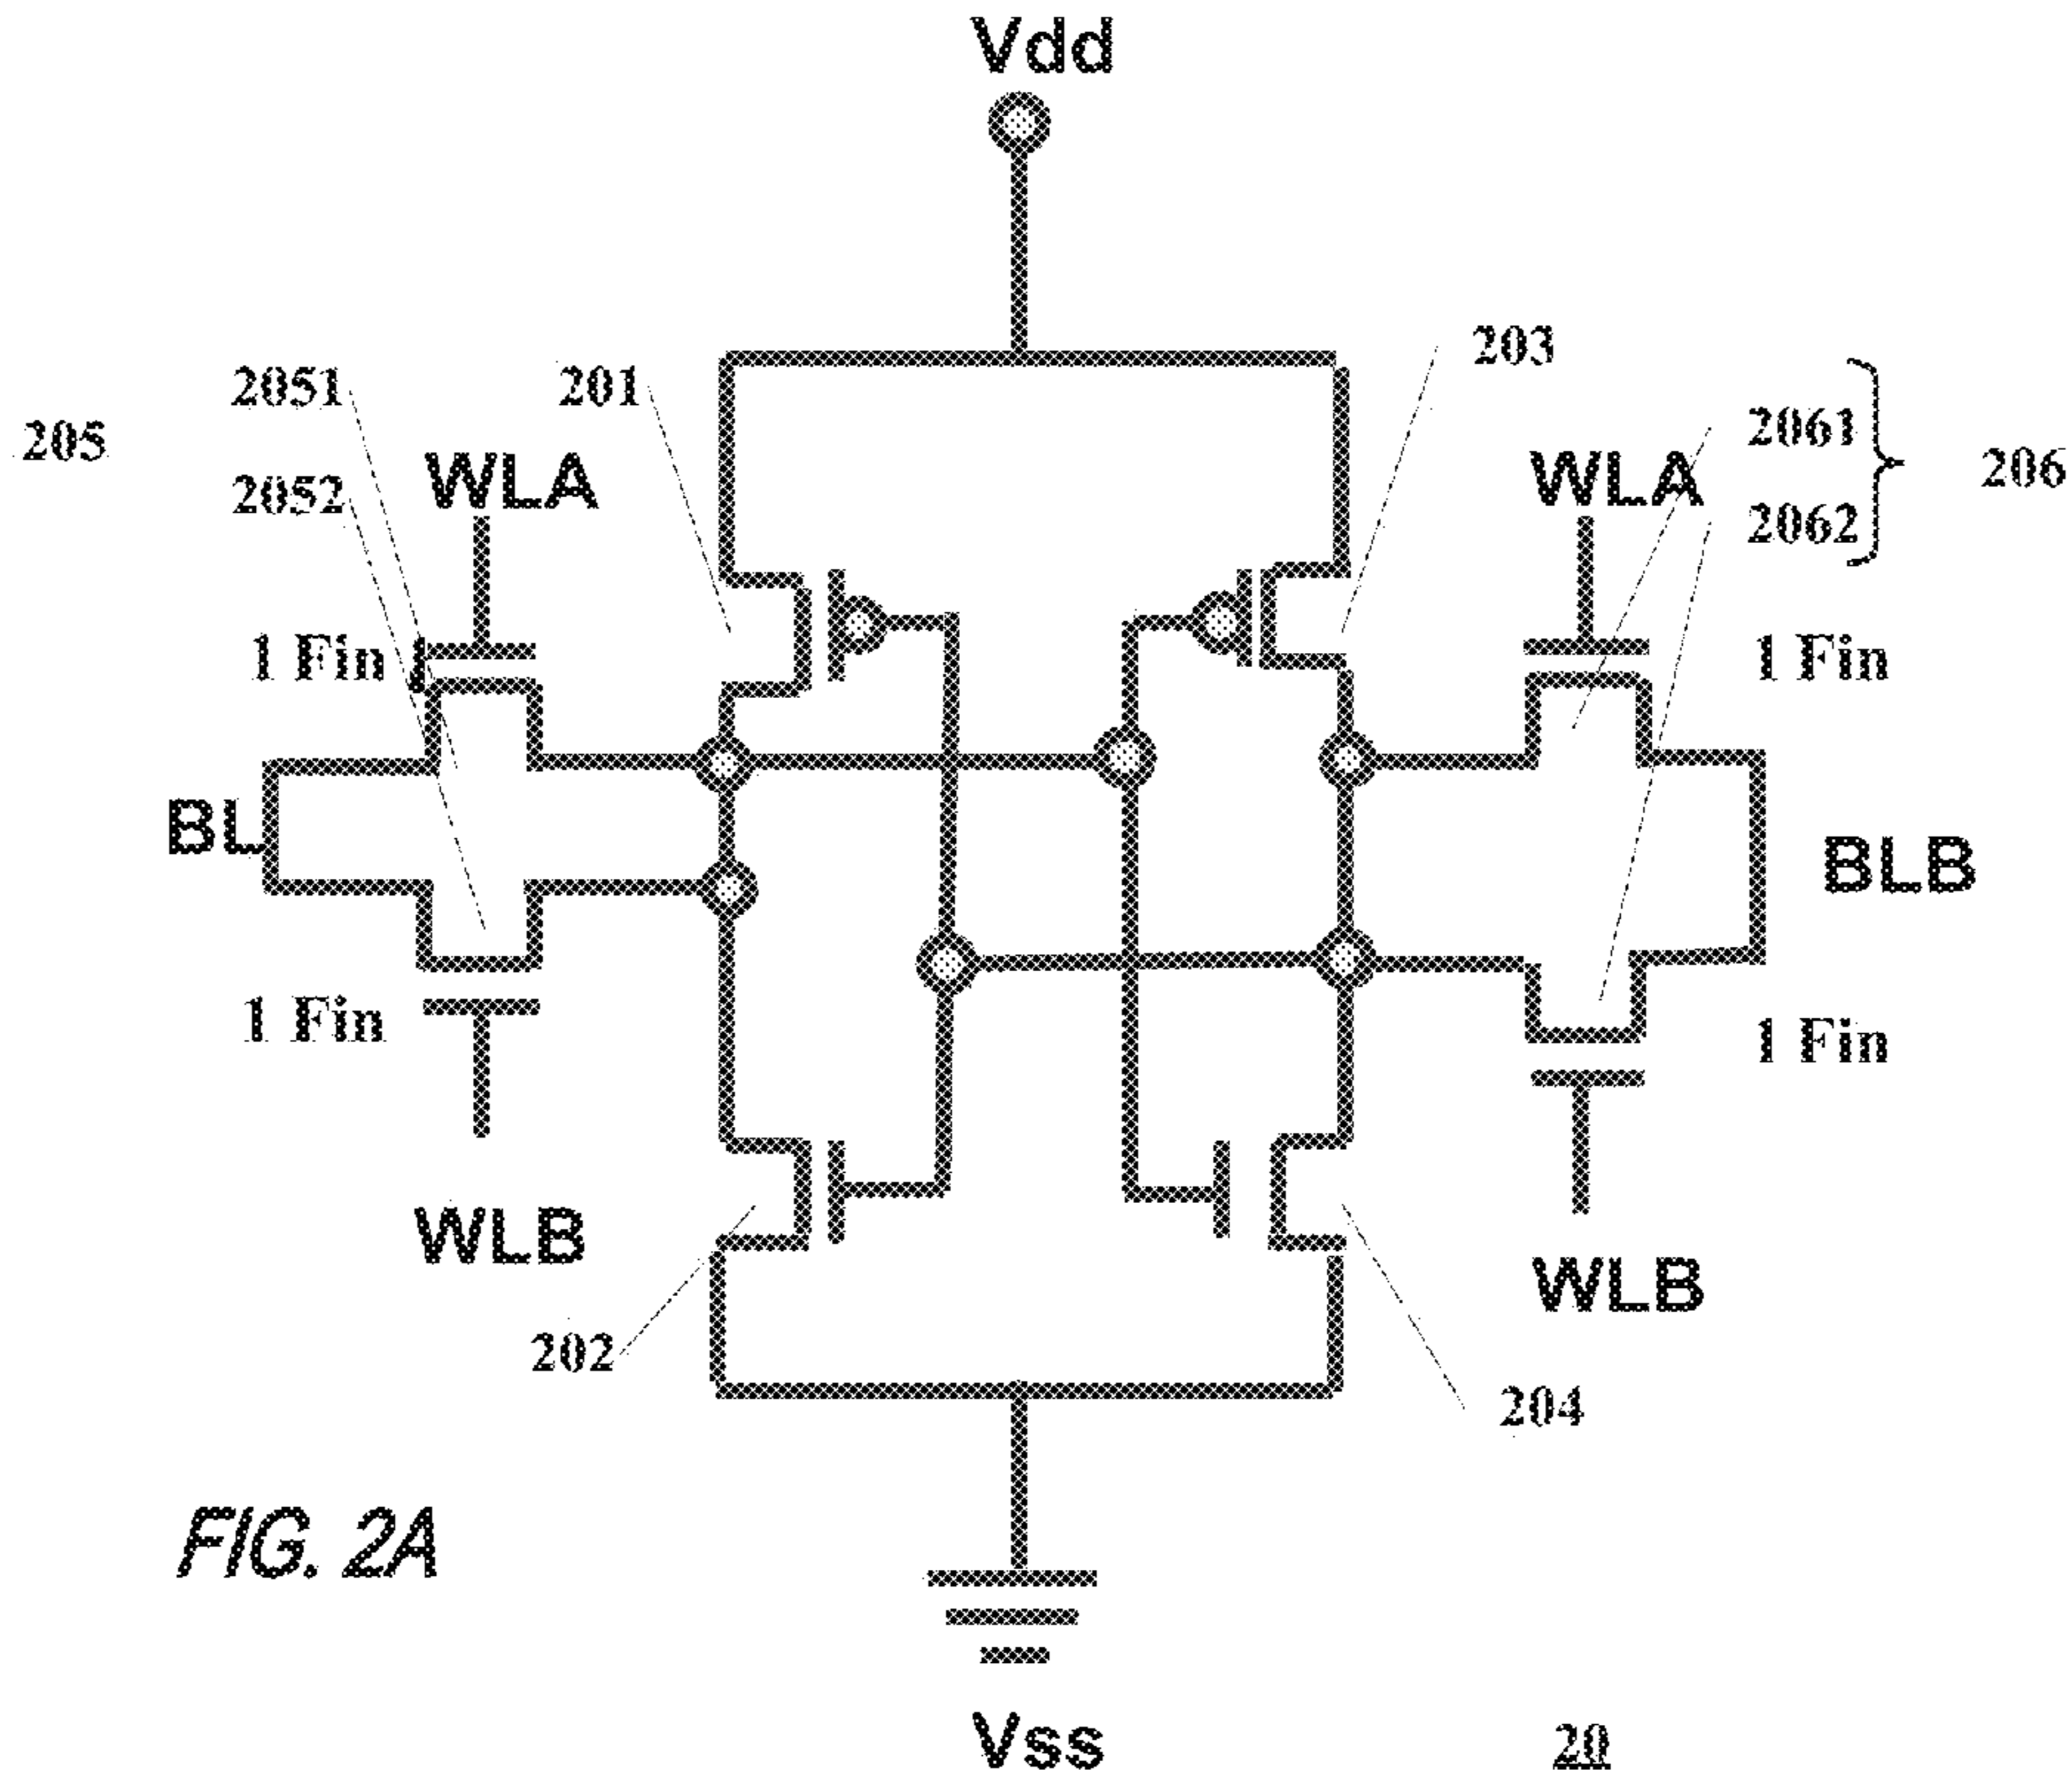 Vdd
203
2051
201
2061
205
206
2052
WLA
WLA
2062
1 Fin
1 Fin
BL
BLB
1 Fin
1 Fin
WLB
WLB
202
204
FIG. 2A
Vss
20